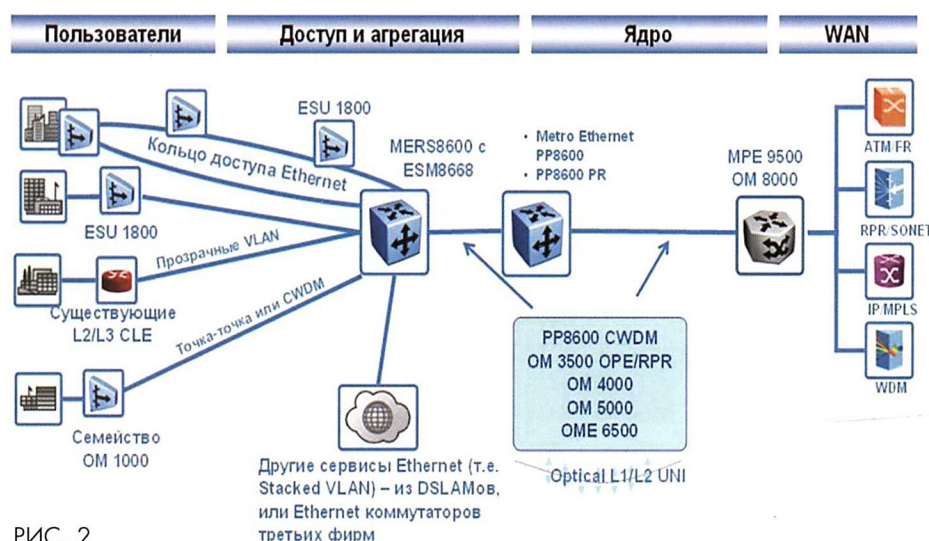 Пользователи
Доступ и агрегация
Ядро
WAN
ESU 1800
Кольцо доступа Ethernet
MERS8600 с
ESM8668
• Metro Ethernet
PP8600
• PP8600 PR
MPE 9500
OM 8000
ATM/FR
RPR/SONET
IP/MPLS
WDM
ESU 1800
Прозрачные VLAN
Существующие
L2/L3 CLE
Точка-точка или CWDM
Семейство
OM 1000
PP8600 CWDM
OM 3500 OPE/RPR
OM 4000
OM 5000
OME 6500
Optical L1/L2 UNI
Другие сервисы Ethernet (т.е.
Stacked VLAN) – из DSLAMов,
или Ethernet коммутаторов
третьих фирм
РИС. 2